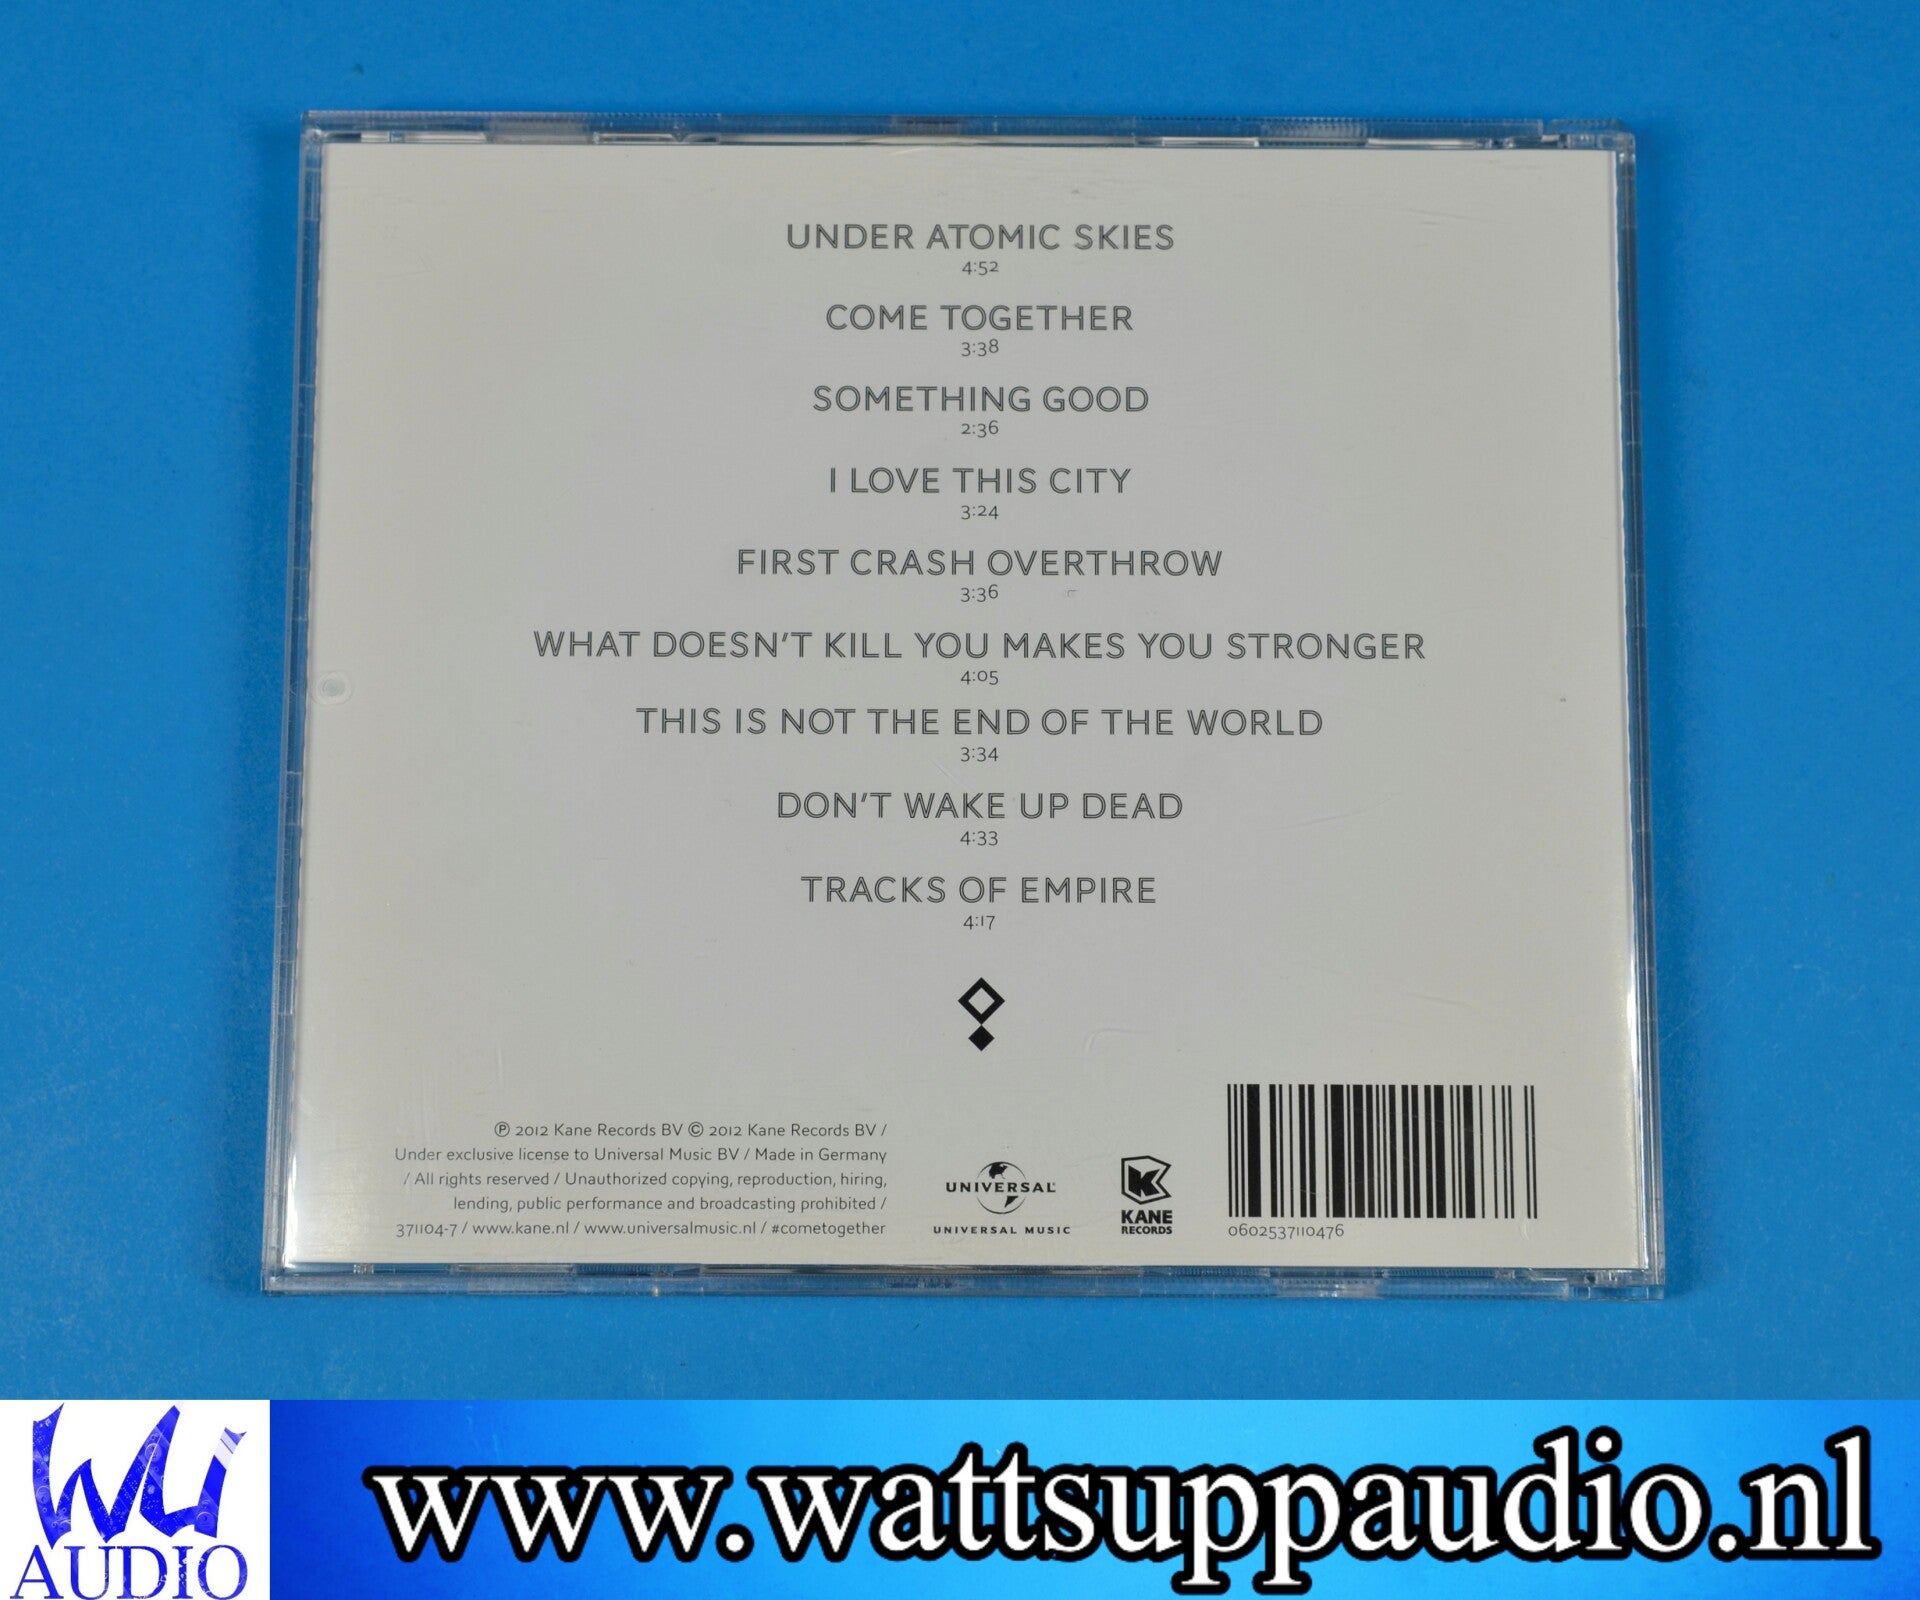 UNDER ATOMIC SKIES
4:52
COME TOGETHER
3:38
SOMETHING GOOD
2:36
I LOVE THIS CITY
3:24
FIRST CRASH OVERTHROW
3:36
WHAT DOESN'T KILL YOU MAKES YOU STRONGER
4:05
THIS IS NOT THE END OF THE WORLD
3:34
DON'T WAKE UP DEAD
4:33
TRACKS OF EMPIRE
4:17
℗ 2012 Kane Records BV © 2012 Kane Records BV /
Under exclusive license to Universal Music BV / Made in Germany
/ All rights reserved / Unauthorized copying, reproduction, hiring,
lending, public performance and broadcasting prohibited /
371104-7 / www.kane.nl / www.universalmusic.nl / #cometogether
UNIVERSAL
UNIVERSAL MUSIC
KANE
RECORDS
0602537110476
WU
AUDIO
www.wattsuppaudio.nl